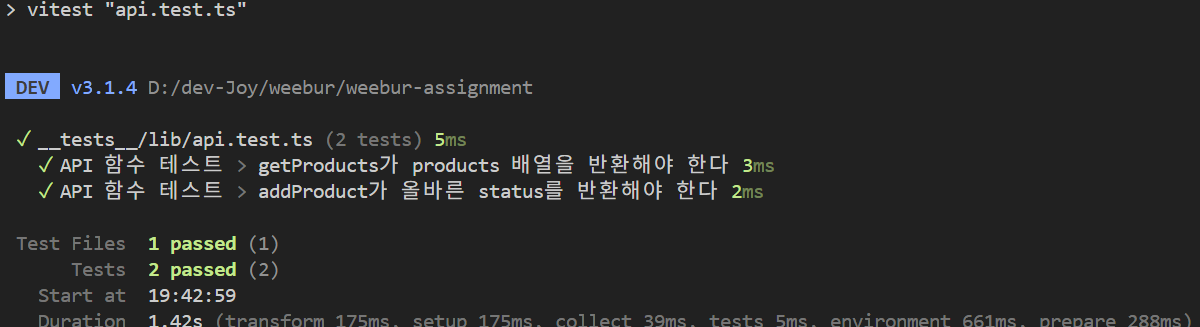 > vitest "api.test.ts"
DEV v3.1.4 D:/dev-Joy/weebur/weebur-assignment
✓ __tests__/lib/api.test.ts (2 tests) 5ms
✓ API 함수 테스트 > getProducts가 products 배열을 반환해야 한다 3ms
✓ API 함수 테스트 > addProduct가 올바른 status를 반환해야 한다 2ms
Test Files 1 passed (1)
Tests 2 passed (2)
Start at 19:42:59
Duration 1.42s (transform 175ms, setup 175ms, collect 39ms, tests 5ms, environment 661ms, prepare 288ms)